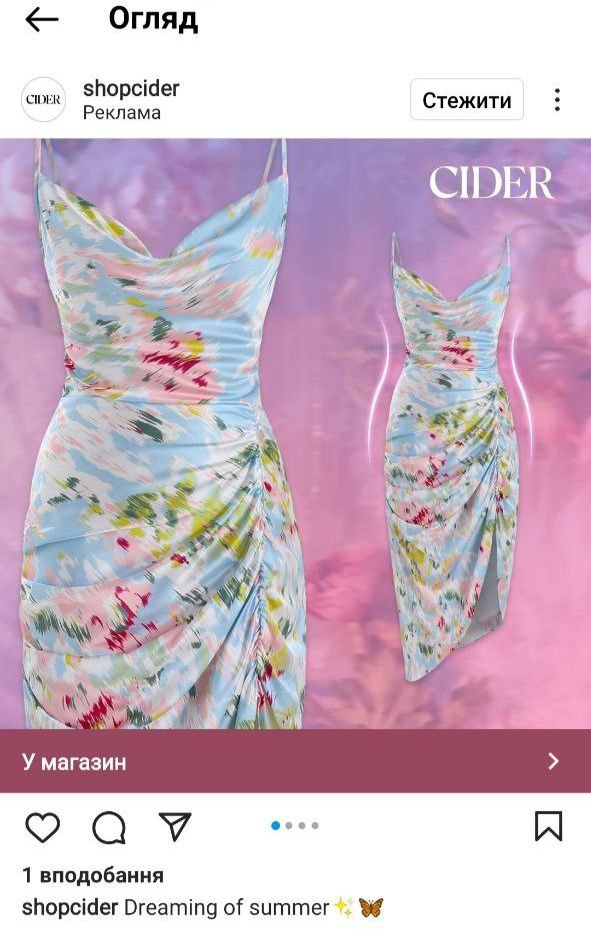 Огляд
CIDER
shopcider
Реклама
Стежити
CIDER
У магазин
1 вподобання
shopcider Dreaming of summer✨🦋